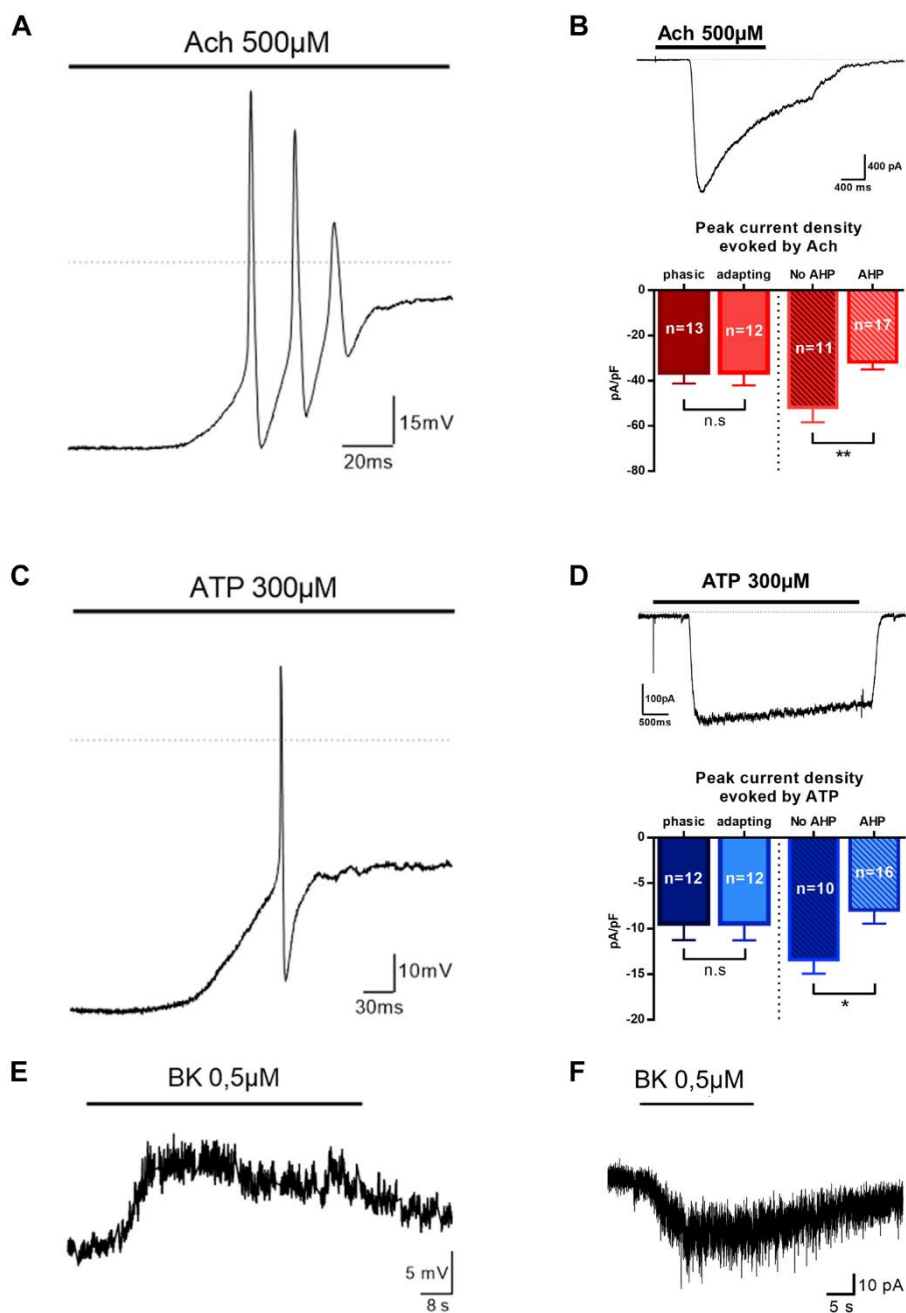 A
Ach 500µM
15mV
20ms
B
Ach 500µM
400 pA
400 ms
Peak current density
evoked by Ach
phasic adapting No AHP AHP
0
-20
-40
-60
-80
pA/pF
n=13
n=12
n=11
n=17
n.s
**
C
ATP 300µM
10mV
30ms
D
ATP 300µM
100pA
500ms
Peak current density
evoked by ATP
phasic adapting No AHP AHP
0
-5
-10
-15
-20
pA/pF
n=12
n=12
n=10
n=16
n.s
*
E
BK 0,5µM
5 mV
8 s
F
BK 0,5µM
10 pA
5 s